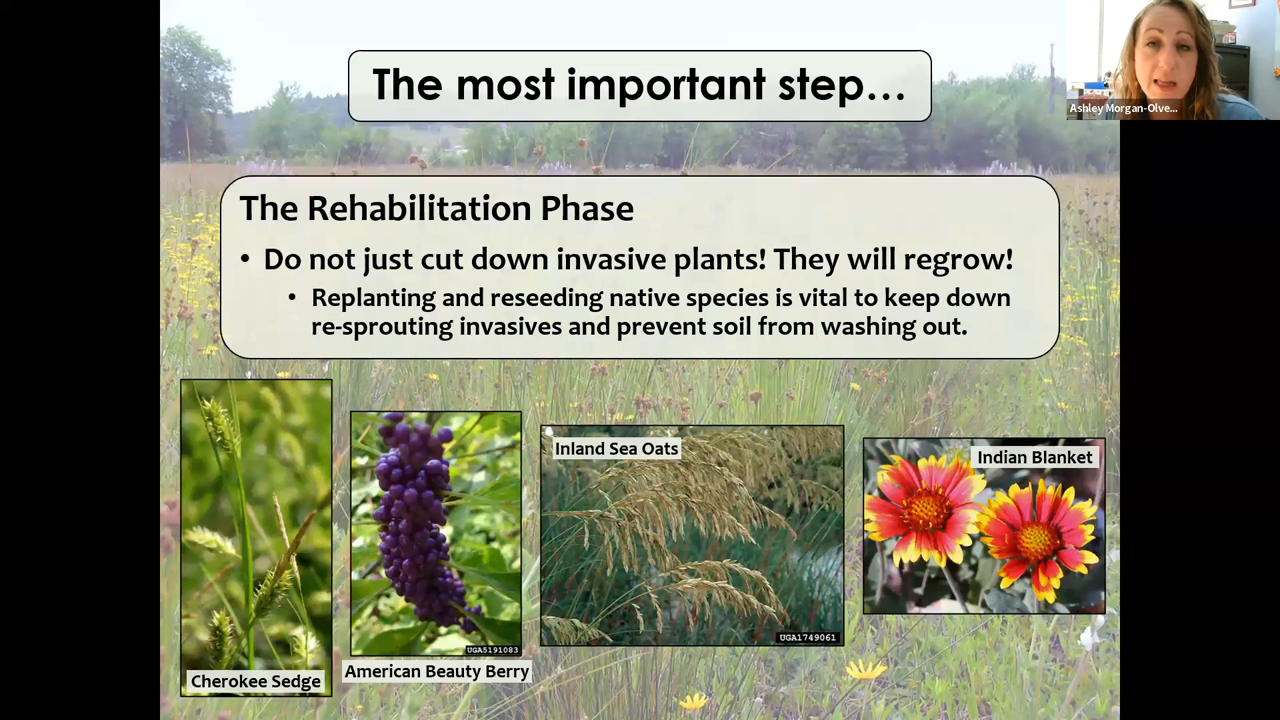 The most important step...
Ashley Morgan-Olve...
The Rehabilitation Phase
• Do not just cut down invasive plants! They will regrow!
• Replanting and reseeding native species is vital to keep down
re-sprouting invasives and prevent soil from washing out.
Inland Sea Oats
Indian Blanket
UGA1749061
UGA5191083
American Beauty Berry
Cherokee Sedge